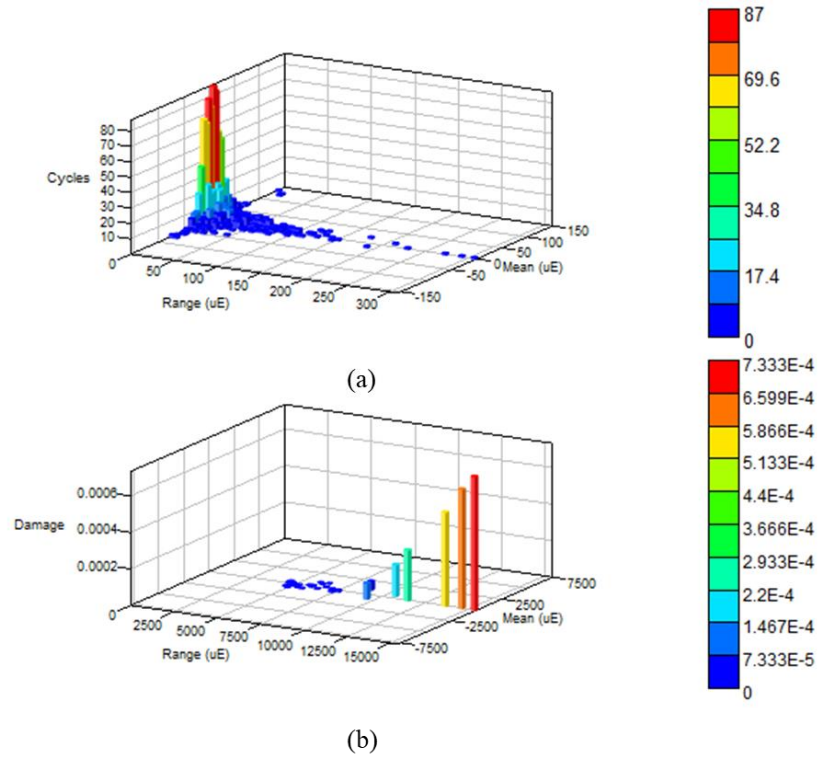 87
69.6
52.2
34.8
17.4
0
Cycles
80
70
60
50
40
30
20
10
0
50
100
150
200
250
300
Range (uE)
-150
-50
0
50
100
150
Mean (uE)
(a)
7.333E-4
6.599E-4
5.866E-4
5.133E-4
4.4E-4
3.666E-4
2.933E-4
2.2E-4
1.467E-4
7.333E-5
0
Damage
0.0006
0.0004
0.0002
0
2500
5000
7500
10000
12500
15000
Range (uE)
-7500
-2500
2500
7500
Mean (uE)
(b)